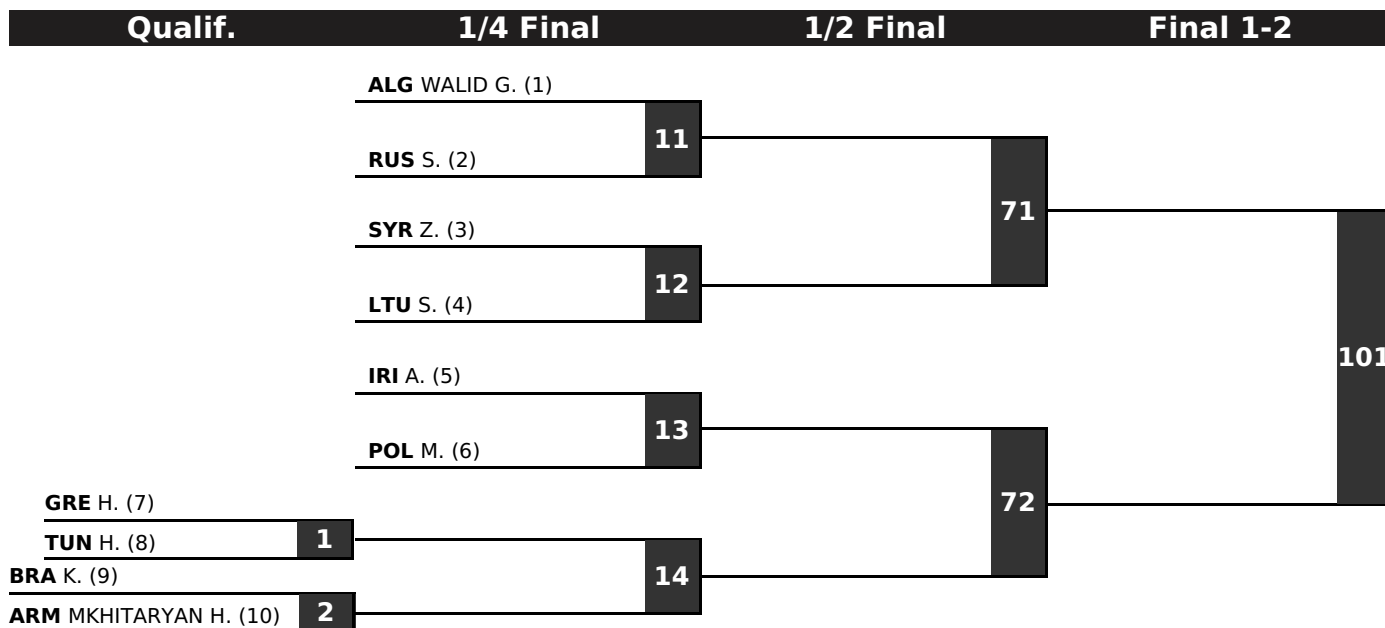 Qualif. 1/4 Final 1/2 Final Final 1-2
ALG WALID G. (1)
11
RUS S. (2)
71
SYR Z. (3)
12
LTU S. (4)
101
IRI A. (5)
13
POL M. (6)
72
GRE H. (7)
1
TUN H. (8)
14
BRA K. (9)
2
ARM MKHITARYAN H. (10)